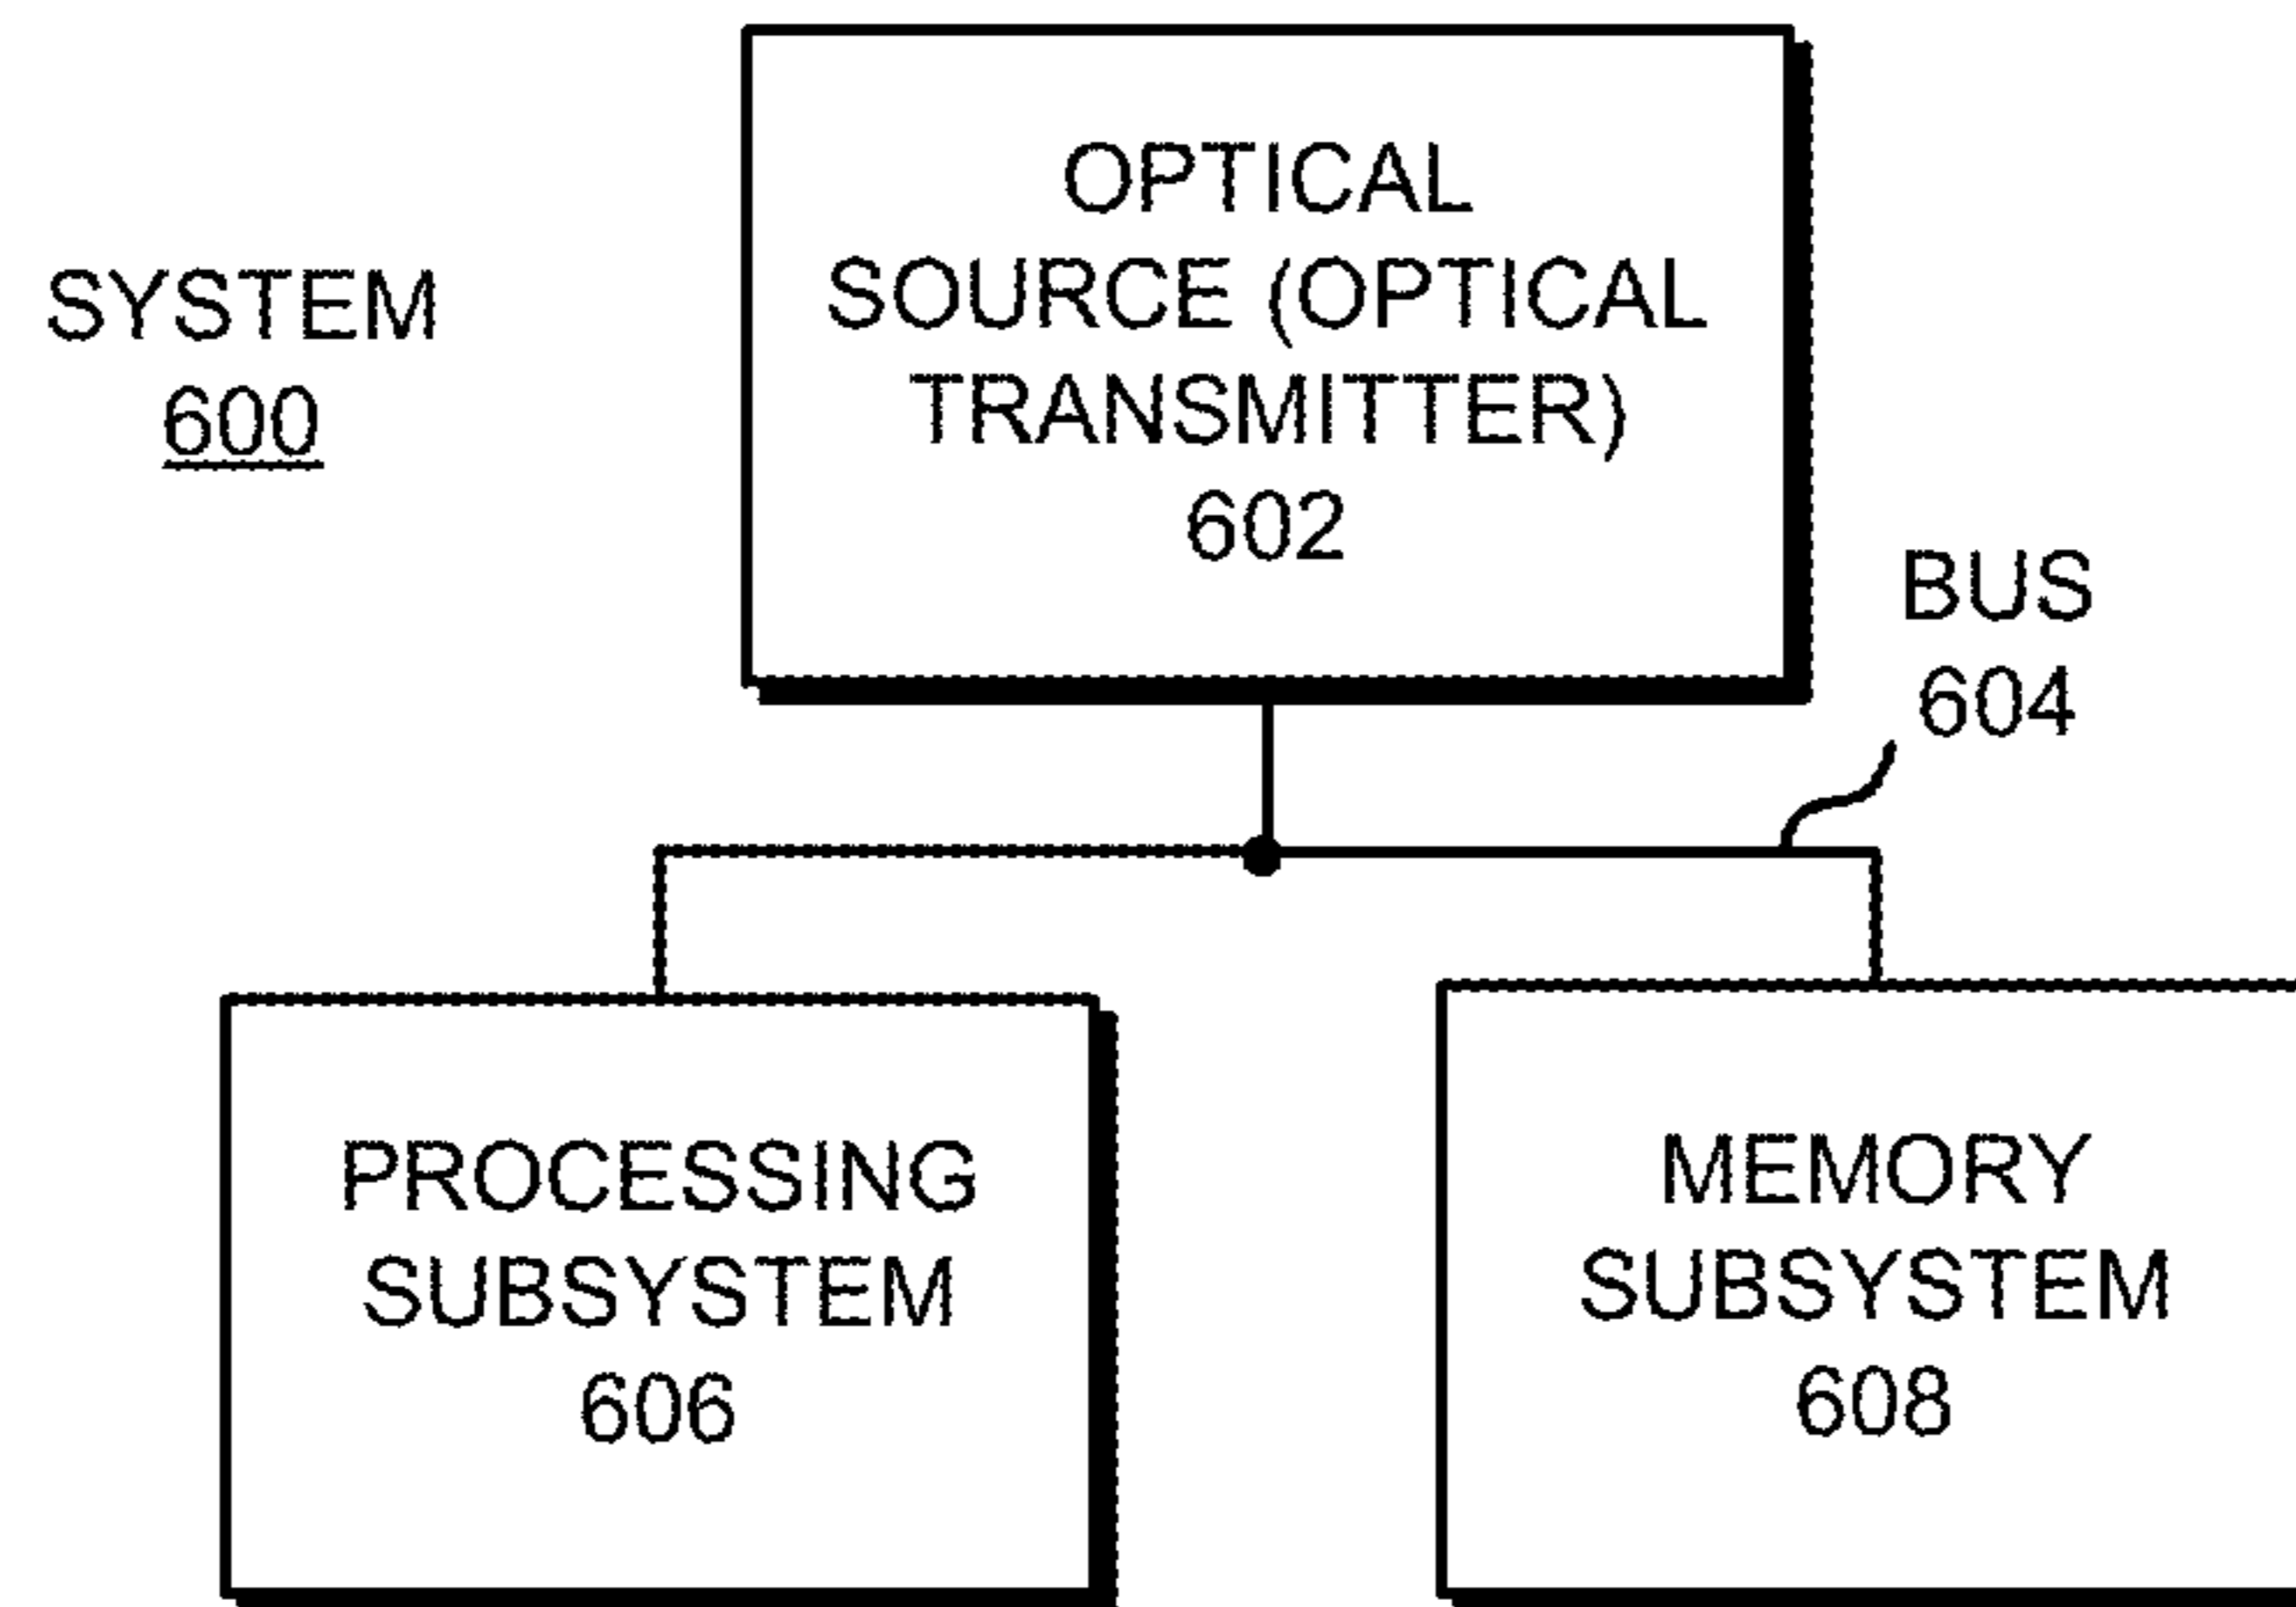 SYSTEM
600
OPTICAL
SOURCE (OPTICAL
TRANSMITTER)
602
BUS
604
PROCESSING
SUBSYSTEM
606
MEMORY
SUBSYSTEM
608